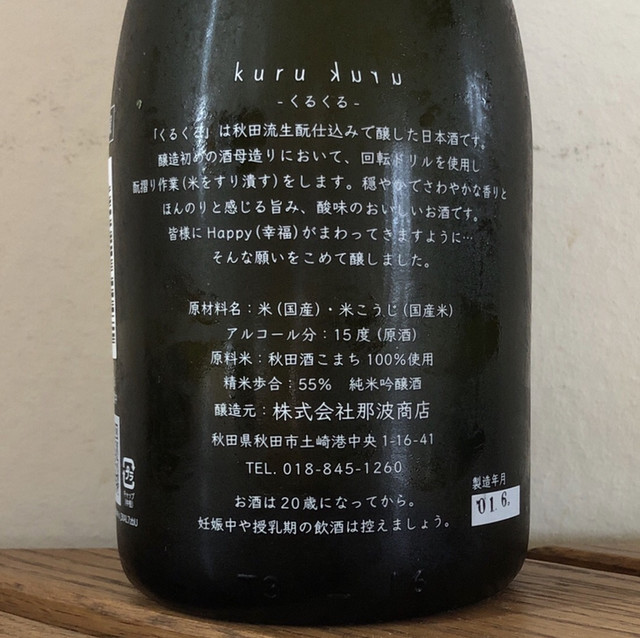 kuru kuru
-くるくる-
「くるくる」は秋田流生酛仕込みで醸した日本酒です。
醸造初めの酒母造りにおいて、回転ドリルを使用し
酛摺り作業(米をすり潰す)をします。穏やかでさわやかな香りと
ほんのりと感じる旨み、酸味のおいしいお酒です。
皆様にHappy(幸福)がまわってきますように…
そんな願いをこめて醸しました。
原材料名：米(国産)・米こうじ(国産米)
アルコール分：15度(原酒)
原料米：秋田酒こまち100%使用
精米歩合：55%　純米吟醸酒
醸造元：株式会社那波商店
秋田県秋田市土崎港中央1-16-41
TEL. 018-845-1260
お酒は20歳になってから。
妊娠中や授乳期の飲酒は控えましょう。
製造年月
01.6.